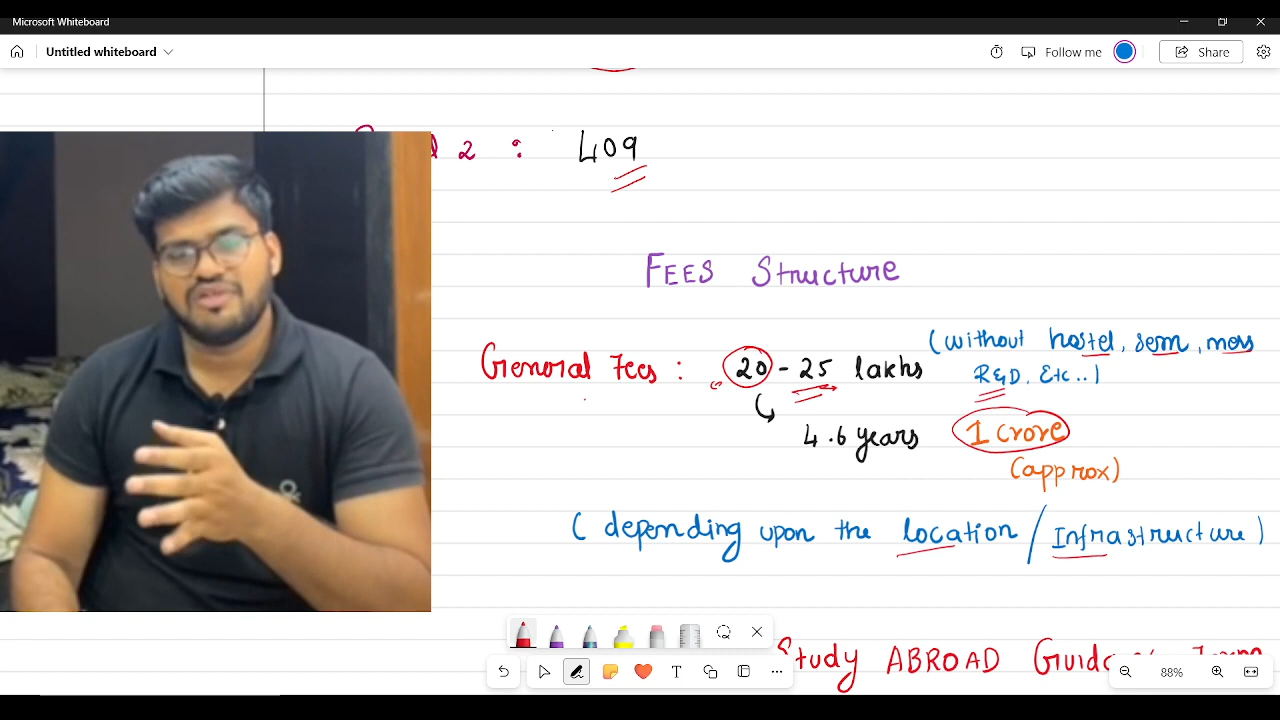 Microsoft Whiteboard
Untitled whiteboard
Follow me
Share
2 : 409
FEES Structure
General Fees : 20 - 25 lakhs (without hostel, sem, mess
R&D, Etc..)
4.6 years 1 crore
(approx)
( depending upon the location / Infrastructure )
Study ABROAD
88%